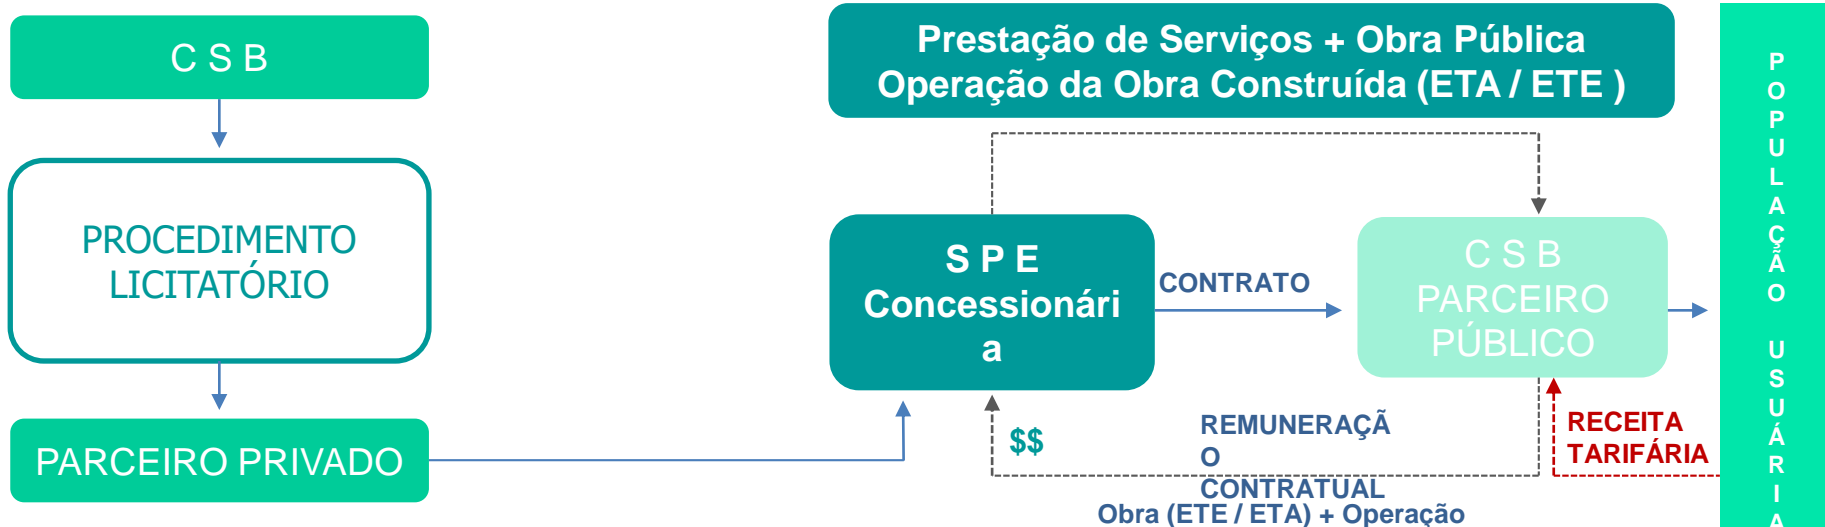 C S B
PROCEDIMENTO
LICITATÓRIO
PARCEIRO PRIVADO
Prestação de Serviços + Obra Pública
Operação da Obra Construída (ETA / ETE )
S P E
Concessionári
a
CONTRATO
C S B
PARCEIRO
PÚBLICO
$$
REMUNERAÇÃ
O
CONTRATUAL
Obra (ETE / ETA) + Operação
RECEITA
TARIFÁRIA
P
O
P
U
L
A
Ç
Ã
O
U
S
U
Á
R
I
A